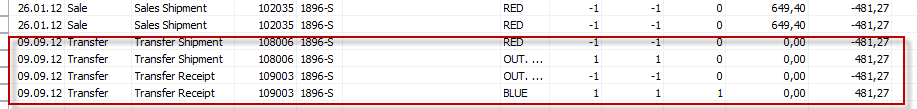 26.01.12 Sale Sales Shipment 102035 1896-S RED -1 -1 0 649,40 -481,27
26.01.12 Sale Sales Shipment 102035 1896-S RED -1 -1 0 649,40 -481,27
09.09.12 Transfer Transfer Shipment 108006 1896-S RED -1 -1 0 0,00 -481,27
09.09.12 Transfer Transfer Shipment 108006 1896-S OUT. ... 1 1 0 0,00 481,27
09.09.12 Transfer Transfer Receipt 109003 1896-S OUT. ... -1 -1 0 0,00 -481,27
09.09.12 Transfer Transfer Receipt 109003 1896-S BLUE 1 1 1 0,00 481,27